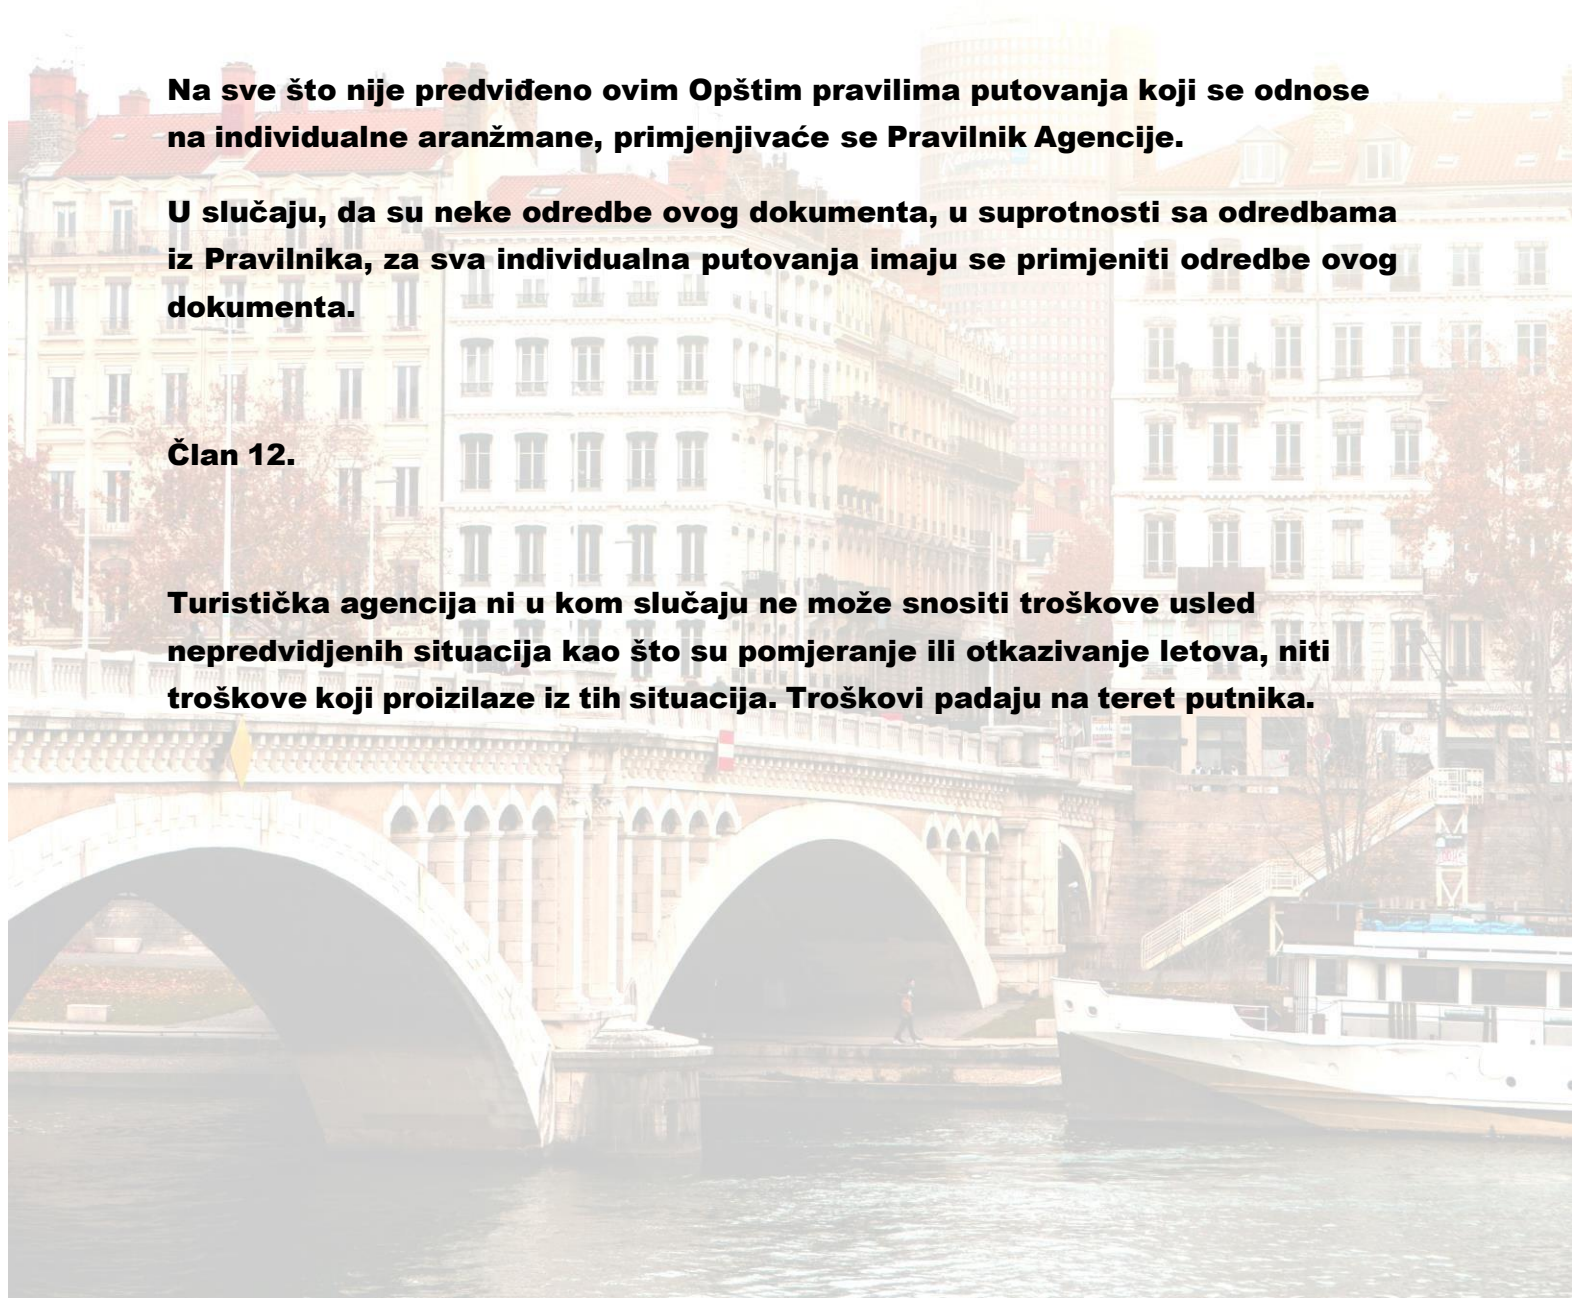 Na sve što nije predviđeno ovim Opštim pravilima putovanja koji se odnose
na individualne aranžmane, primjenjivaće se Pravilnik Agencije.
U slučaju, da su neke odredbe ovog dokumenta, u suprotnosti sa odredbama
iz Pravilnika, za sva individualna putovanja imaju se primjeniti odredbe ovog
dokumenta.
Član 12.
Turistička agencija ni u kom slučaju ne može snositi troškove usled
nepredvidjenih situacija kao što su pomjeranje ili otkazivanje letova, niti
troškove koji proizilaze iz tih situacija. Troškovi padaju na teret putnika.